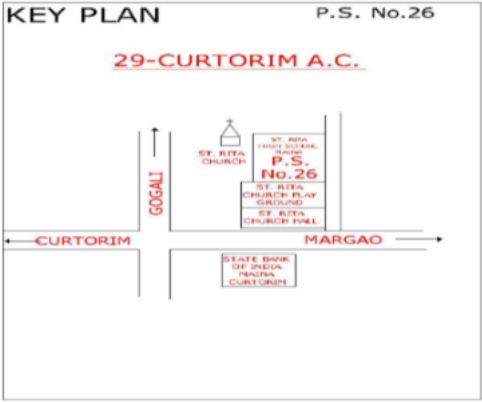 KEY PLAN
P.S. No.26
29-CURTORIM A.C.
ST. RITA
CHURCH
ST. RITA
HIGH SCHOOL
MAINA
P.S.
No.26
ST. RITA
CHURCH PLAY
GROUND
ST. RITA
CHURCH HALL
GOGALI
CURTORIM
MARGAO
STATE BANK
OF INDIA
MAINA
CURTORIM